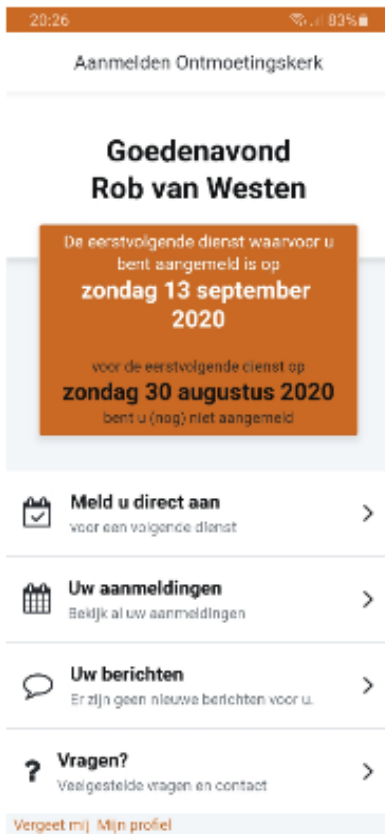 20:26
83%
Aanmelden Ontmoetingskerk
Goedenavond
Rob van Westen
De eerstvolgende dienst waarvoor u
bent aangemeld is op
zondag 13 september
2020
voor de eerstvolgende dienst op
zondag 30 augustus 2020
bent u (nog) niet aangemeld
Meld u direct aan
voor een volgende dienst
Uw aanmeldingen
Bekijk al uw aanmeldingen
Uw berichten
Er zijn geen nieuwe berichten voor u.
Vragen?
Veelgestelde vragen en contact
Vergeet mij Mijn profiel